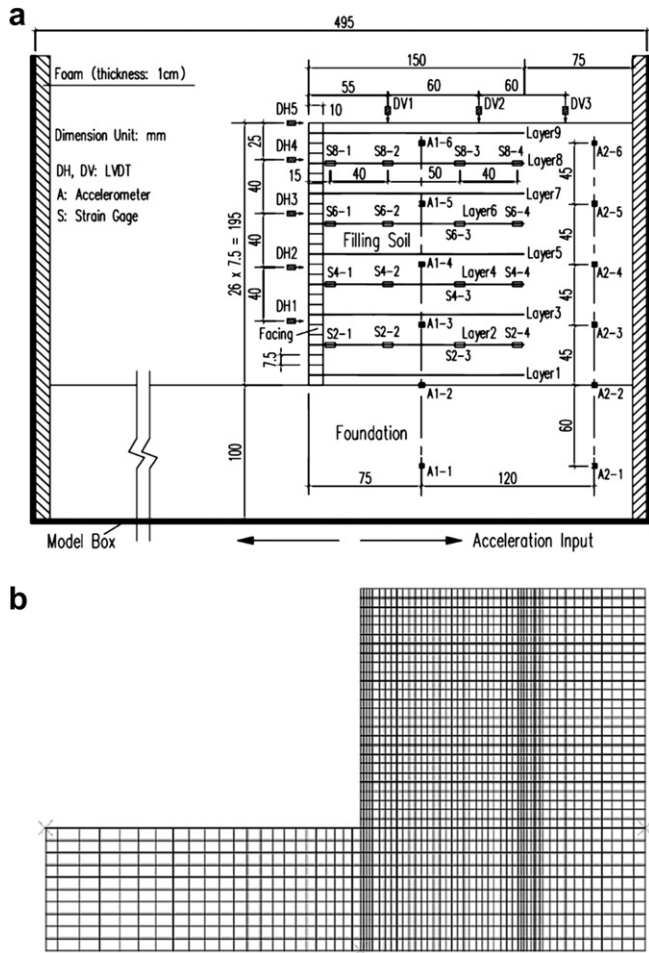 a
495
Foam (thickness: 1cm)
Dimension Unit: mm
DH, DV: LVDT
A: Accelerometer
S: Strain Gage
150
75
55
60
60
DH5
10
DV1
DV2
DV3
25
Layer9
DH4
S8-1
S8-2
A1-6
S8-3
S8-4
Layer8
A2-6
15
40
50
40
45
40
Layer7
DH3
S6-1
S6-2
A1-5
Layer6
S6-4
A2-5
S6-3
26 x 7.5 = 195
40
Filling Soil
45
Layer5
DH2
S4-1
S4-2
A1-4
Layer4
S4-4
A2-4
S4-3
40
45
Layer3
DH1
A1-3
A2-3
Facing
S2-1
S2-2
Layer2
S2-4
S2-3
7.5
45
Layer1
A1-2
A2-2
100
Foundation
60
75
A1-1
120
A2-1
Model Box
Acceleration Input
b